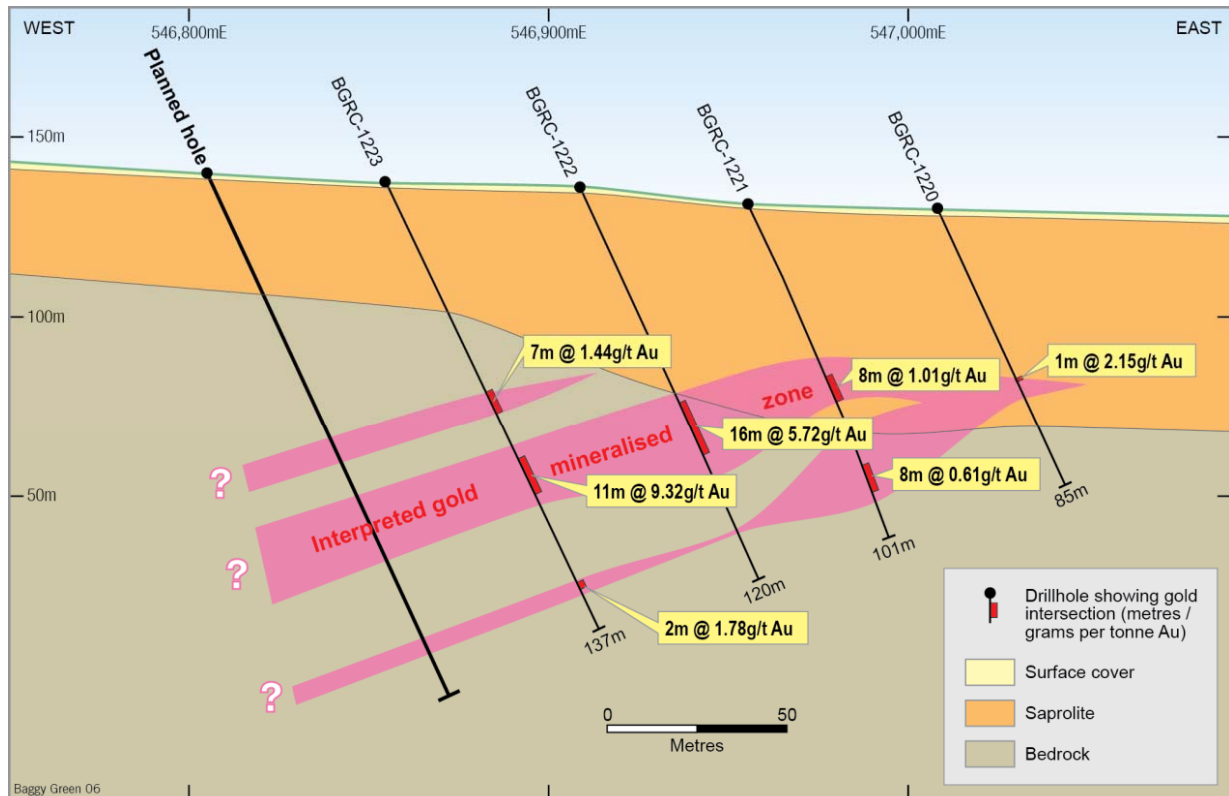 WEST
546,800mE
546,900mE
547,000mE
EAST
Planned hole
BGRC-1223
BGRC-1222
BGRC-1221
BGRC-1220
150m
100m
50m
7m @ 1.44g/t Au
8m @ 1.01g/t Au
1m @ 2.15g/t Au
16m @ 5.72g/t Au
11m @ 9.32g/t Au
8m @ 0.61g/t Au
2m @ 1.78g/t Au
Interpreted gold mineralised zone
?
?
?
85m
101m
120m
137m
0 50
Metres
Drillhole showing gold
intersection (metres /
grams per tonne Au)
Surface cover
Saprolite
Bedrock
Baggy Green 06